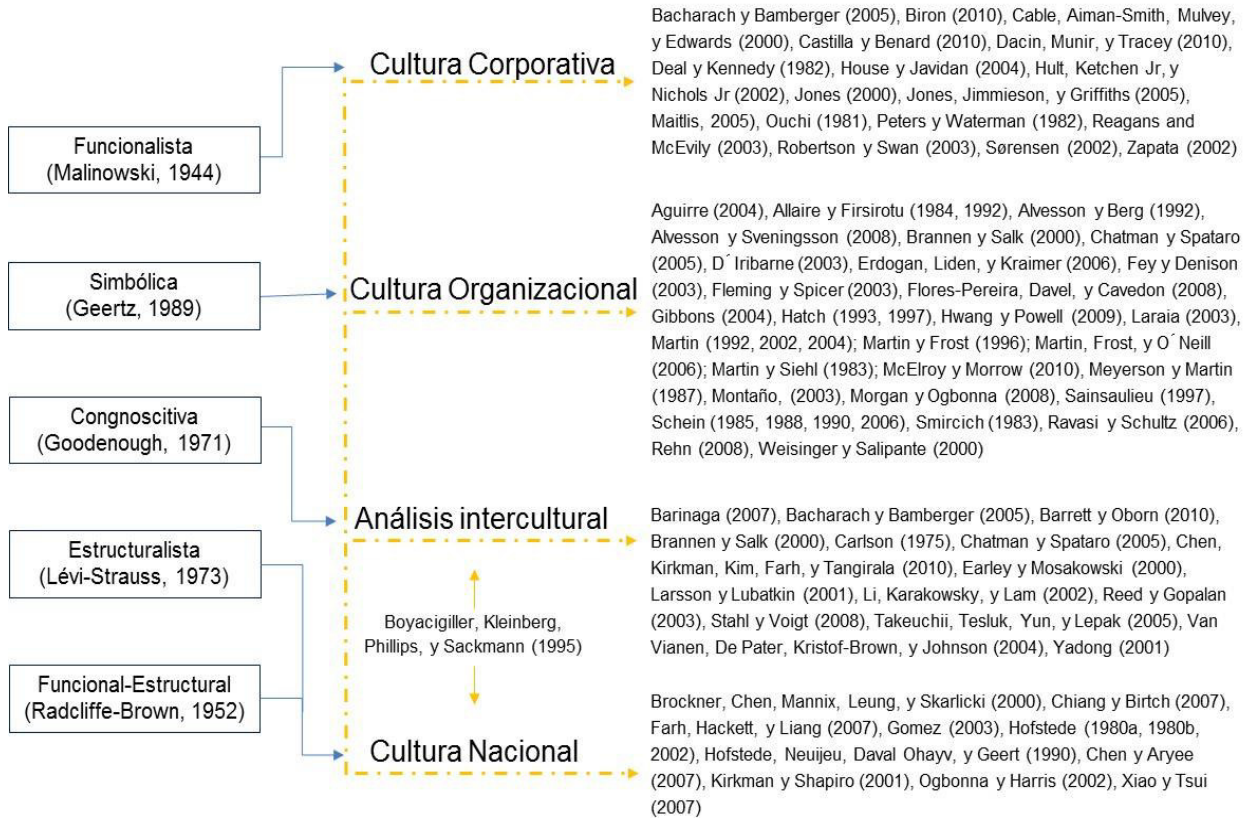 Funcionalista
(Malinowski, 1944)
Simbólica
(Geertz, 1989)
Congnoscitiva
(Goodenough, 1971)
Estructuralista
(Lévi-Strauss, 1973)
Funcional-Estructural
(Radcliffe-Brown, 1952)
Cultura Corporativa
Bacharach y Bamberger (2005), Biron (2010), Cable, Aiman-Smith, Mulvey,
y Edwards (2000), Castilla y Benard (2010), Dacin, Munir, y Tracey (2010),
Deal y Kennedy (1982), House y Javidan (2004), Hult, Ketchen Jr, y
Nichols Jr (2002), Jones (2000), Jones, Jimmieson, y Griffiths (2005),
Maitlis, 2005), Ouchi (1981), Peters y Waterman (1982), Reagans and
McEvily (2003), Robertson y Swan (2003), Sørensen (2002), Zapata (2002)
Cultura Organizacional
Aguirre (2004), Allaire y Firsirotu (1984, 1992), Alvesson y Berg (1992),
Alvesson y Sveningsson (2008), Brannen y Salk (2000), Chatman y Spataro
(2005), D´ Iribarne (2003), Erdogan, Liden, y Kraimer (2006), Fey y Denison
(2003), Fleming y Spicer (2003), Flores-Pereira, Davel, y Cavedon (2008),
Gibbons (2004), Hatch (1993, 1997), Hwang y Powell (2009), Laraia (2003),
Martin (1992, 2002, 2004); Martin y Frost (1996); Martin, Frost, y O´ Neill
(2006); Martin y Siehl (1983); McElroy y Morrow (2010), Meyerson y Martin
(1987), Montaño, (2003), Morgan y Ogbonna (2008), Sainsaulieu (1997),
Schein (1985, 1988, 1990, 2006), Smircich (1983), Ravasi y Schultz (2006),
Rehn (2008), Weisinger y Salipante (2000)
Análisis intercultural
Barinaga (2007), Bacharach y Bamberger (2005), Barrett y Oborn (2010),
Brannen y Salk (2000), Carlson (1975), Chatman y Spataro (2005), Chen,
Kirkman, Kim, Farh, y Tangirala (2010), Earley y Mosakowski (2000),
Larsson y Lubatkin (2001), Li, Karakowsky, y Lam (2002), Reed y Gopalan
(2003), Stahl y Voigt (2008), Takeuchii, Tesluk, Yun, y Lepak (2005), Van
Vianen, De Pater, Kristof-Brown, y Johnson (2004), Yadong (2001)
Boyacigiller, Kleinberg,
Phillips, y Sackmann (1995)
Cultura Nacional
Brockner, Chen, Mannix, Leung, y Skarlicki (2000), Chiang y Birtch (2007),
Farh, Hackett, y Liang (2007), Gomez (2003), Hofstede (1980a, 1980b,
2002), Hofstede, Neuijeu, Daval Ohayv, y Geert (1990), Chen y Aryee
(2007), Kirkman y Shapiro (2001), Ogbonna y Harris (2002), Xiao y Tsui
(2007)